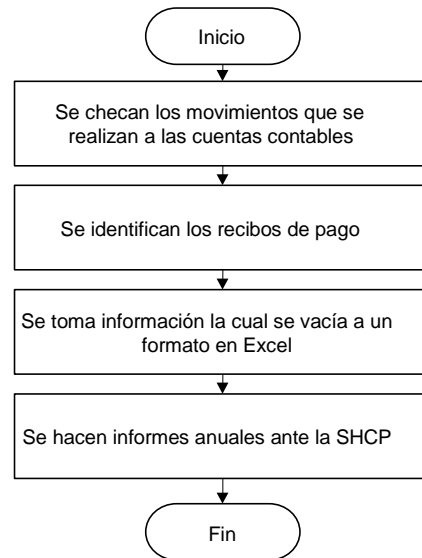 Inicio
Se checan los movimientos que se
realizan a las cuentas contables
Se identifican los recibos de pago
Se toma información la cual se vacía a un
formato en Excel
Se hacen informes anuales ante la SHCP
Fin